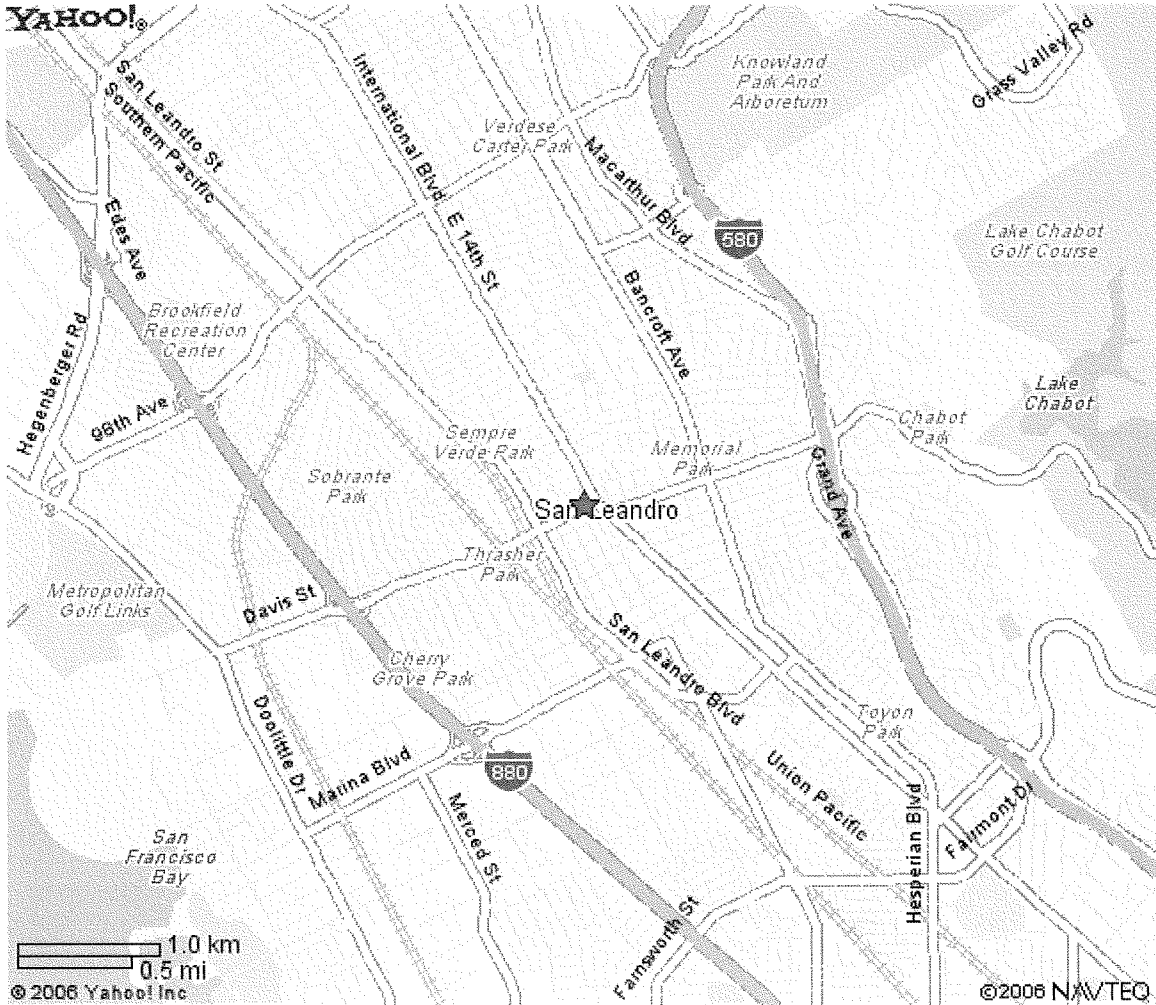 YAHOO!®
San Leandro St
Southern Pacific
International Blvd
E 14th St
Verdese
Carter Park
Knowland
Park And
Arboretum
Grass Valley Rd
Macarthur Blvd
580
Lake Chabot
Golf Course
Edes Ave
Brookfield
Recreation
Center
Hegenberger Rd
98th Ave
Bancroft Ave
Lake
Chabot
Chabot
Park
Sempre
Verde Park
Memorial
Park
Sobrante
Park
Grand Ave
San Leandro
Thrasher
Park
Metropolitan
Golf Links
Davis St
Cherry
Grove Park
San Leandro Blvd
Toyon
Park
Doolittle Dr
Marina Blvd
880
Merced St
Union Pacific
Hesperian Blvd
Fairmont Dr
San
Francisco
Bay
Farnsworth St
1.0 km
0.5 mi
© 2006 Yahoo! Inc
©2006 NAVTEQ